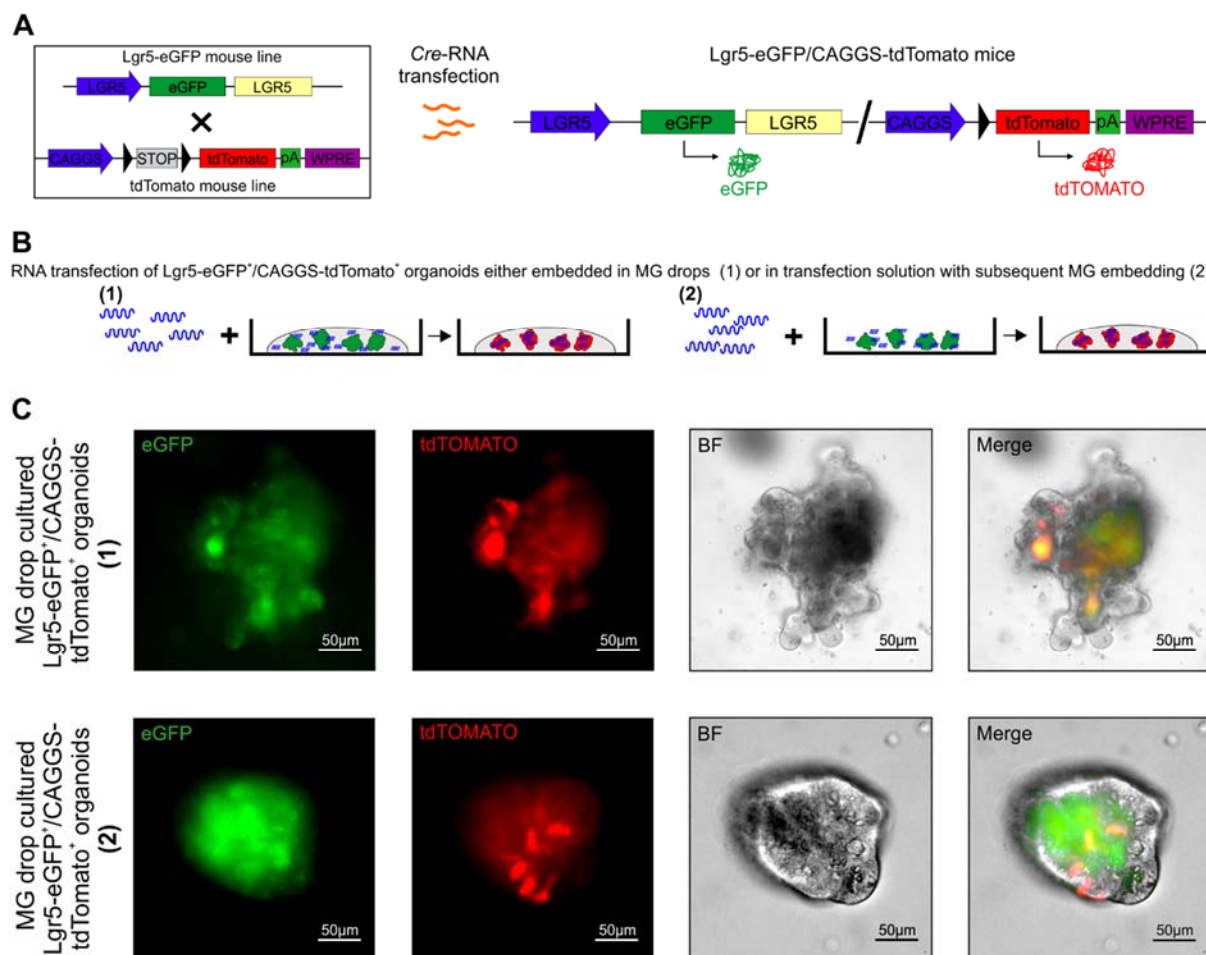 A
Lgr5-eGFP mouse line
LGR5 eGFP LGR5
CAGGS STOP tdTomato pA WPRE
tdTomato mouse line
Cre-RNA
transfection
Lgr5-eGFP/CAGGS-tdTomato mice
LGR5 eGFP LGR5 CAGGS tdTomato pA WPRE
eGFP
tdTOMATO
B
RNA transfection of Lgr5-eGFP⁺/CAGGS-tdTomato⁺ organoids either embedded in MG drops (1) or in transfection solution with subsequent MG embedding (2)
(1)
+
(2)
+
C
MG drop cultured
Lgr5-eGFP⁺/CAGGS-
tdTomato⁺ organoids
(1)
eGFP
50µm
tdTOMATO
50µm
BF
50µm
Merge
50µm
MG drop cultured
Lgr5-eGFP⁺/CAGGS-
tdTomato⁺ organoids
(2)
eGFP
50µm
tdTOMATO
50µm
BF
50µm
Merge
50µm